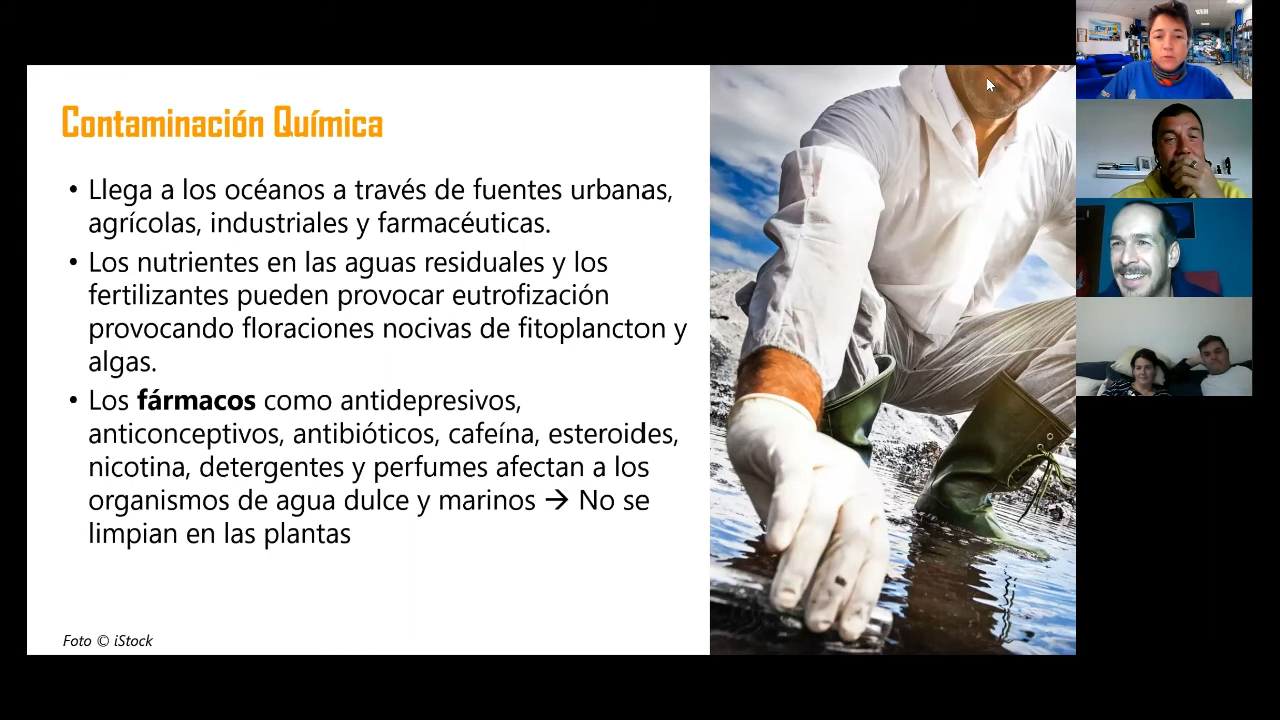 Contaminación Química
• Llega a los océanos a través de fuentes urbanas,
agrícolas, industriales y farmacéuticas.
• Los nutrientes en las aguas residuales y los
fertilizantes pueden provocar eutrofización
provocando floraciones nocivas de fitoplancton y
algas.
• Los fármacos como antidepresivos,
anticonceptivos, antibióticos, cafeína, esteroides,
nicotina, detergentes y perfumes afectan a los
organismos de agua dulce y marinos → No se
limpian en las plantas
Foto © iStock